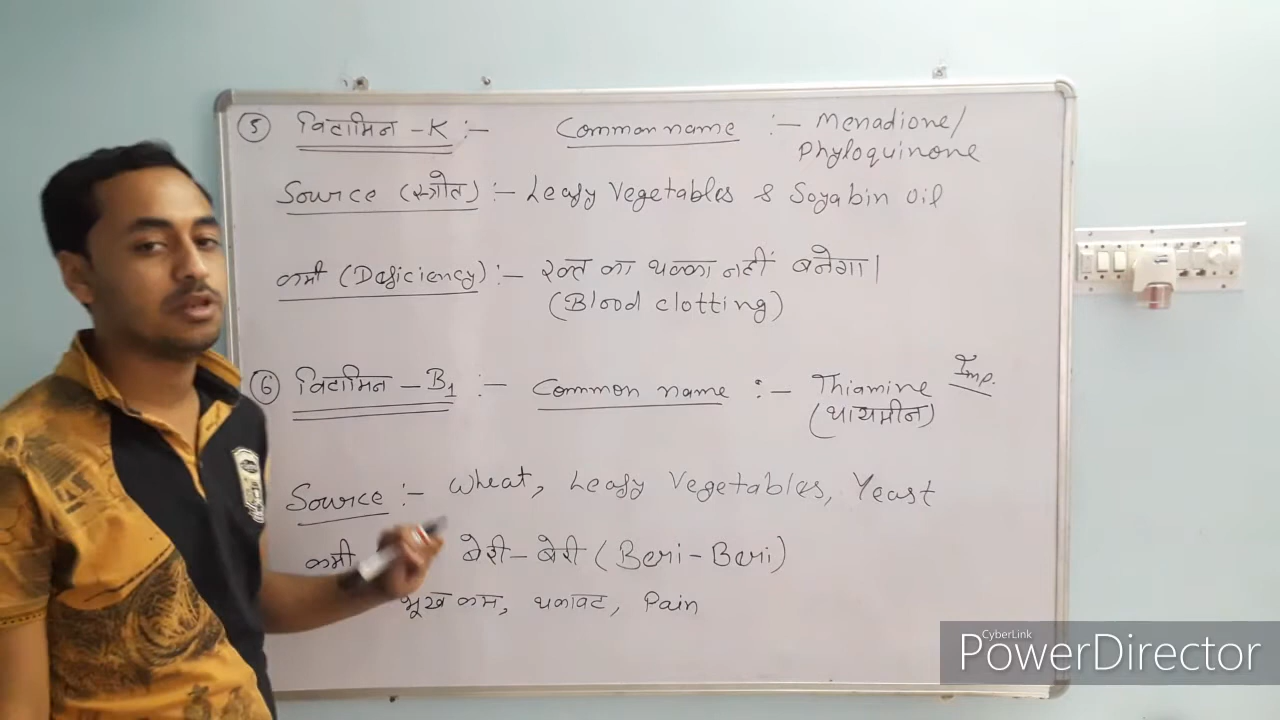 ⑤ विटामिन -K :- Common name :- Menadione/
Phyloquinone
Source (स्त्रोत) :- Leafy Vegetables & Soyabin Oil
कमी (Deficiency) :- रक्त का थक्का नहीं बनेगा।
(Blood clotting)
⑥ विटामिन - B₁ :- Common name :- Thiamine Imp.
(थायमीन)
Source :- Wheat, Leafy Vegetables, Yeast
कमी बेरी-बेरी (Beri-Beri)
भूख कम, थकावट, Pain
CyberLink
PowerDirector